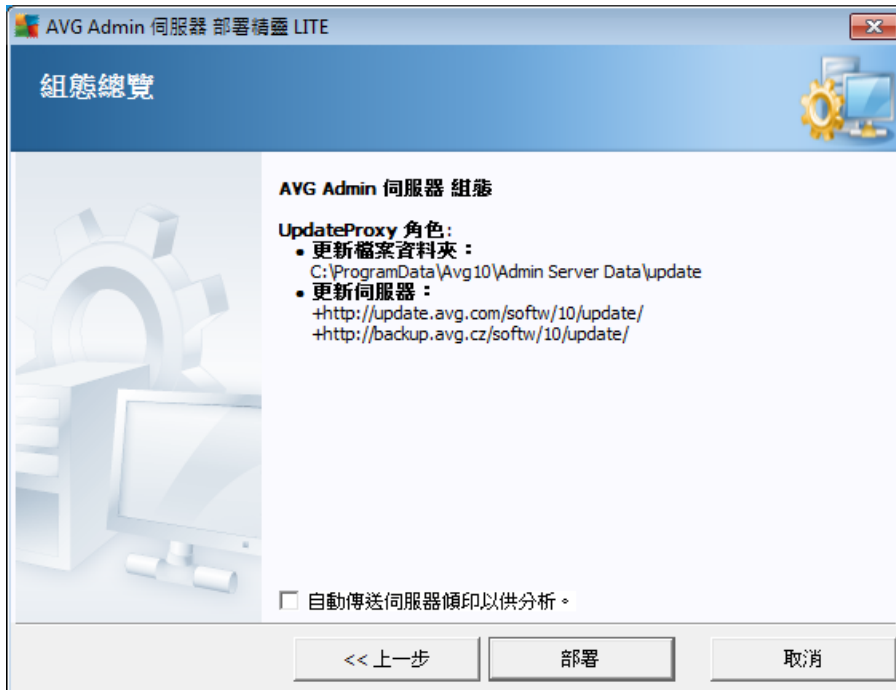 AVG Admin 伺服器 部署精靈 LITE
組態總覽
AVG Admin 伺服器 組態
UpdateProxy 角色:
• 更新檔案資料夾：
C:\ProgramData\Avg10\Admin Server Data\update
• 更新伺服器：
+http://update.avg.com/softw/10/update/
+http://backup.avg.cz/softw/10/update/
自動傳送伺服器傾印以供分析。
<< 上一步
部署
取消